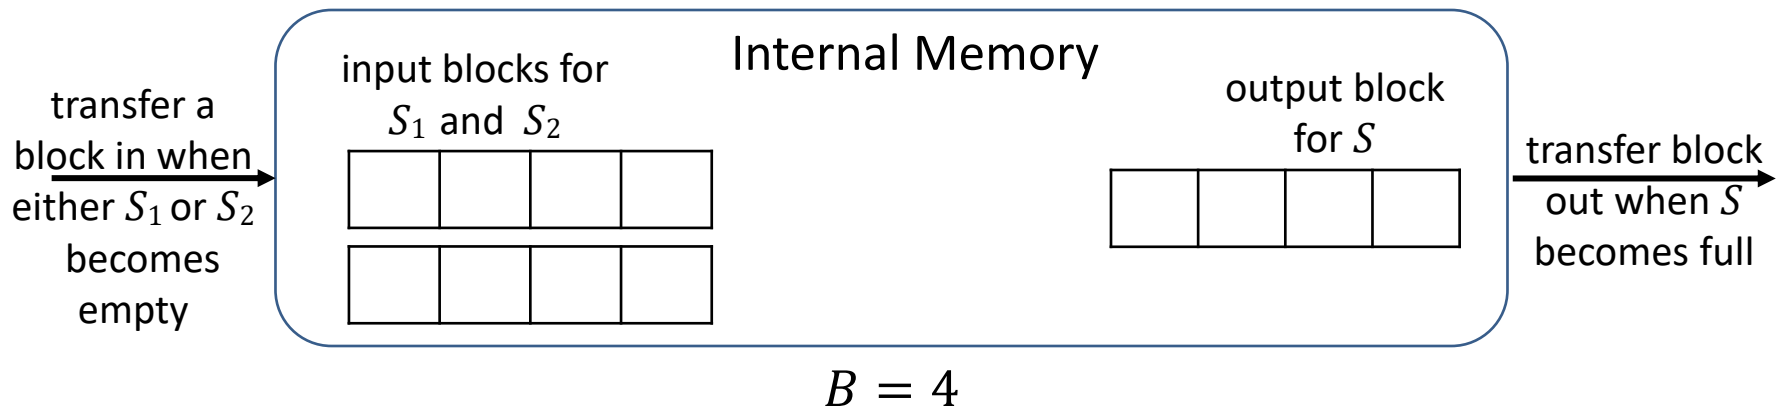 Internal Memory
transfer a
block in when
either S₁ or S₂
becomes
empty
input blocks for
S₁ and S₂
output block
for S
transfer block
out when S
becomes full
B = 4